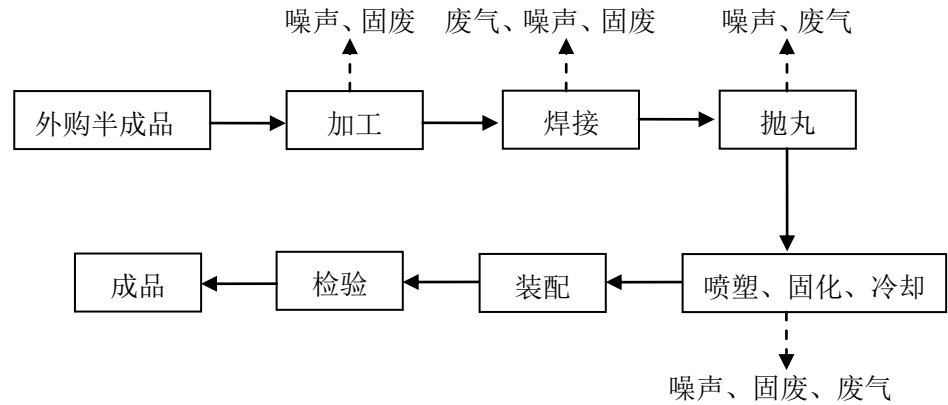 噪声、固废
废气、噪声、固废
噪声、废气
外购半成品
加工
焊接
抛丸
成品
检验
装配
喷塑、固化、冷却
噪声、固废、废气